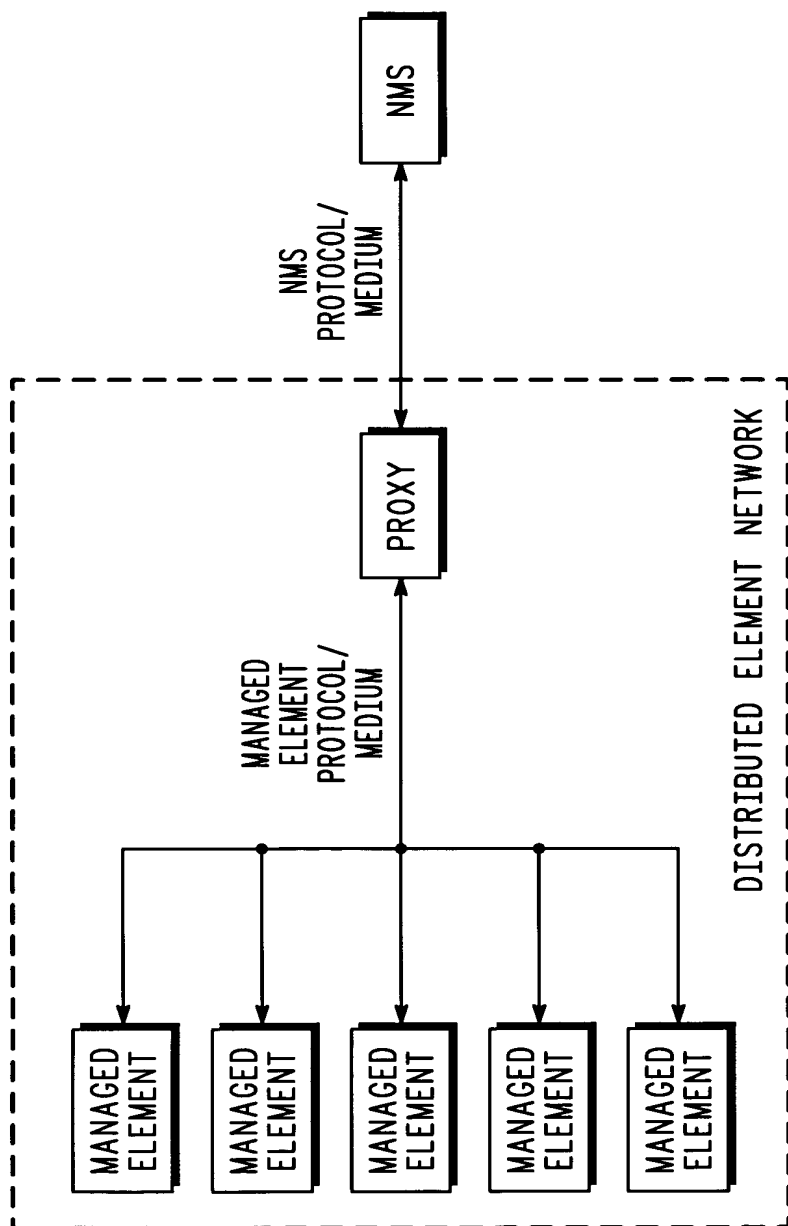 NMS
NMS
PROTOCOL/
MEDIUM
PROXY
MANAGED
ELEMENT
PROTOCOL/
MEDIUM
DISTRIBUTED ELEMENT NETWORK
MANAGED
ELEMENT
MANAGED
ELEMENT
MANAGED
ELEMENT
MANAGED
ELEMENT
MANAGED
ELEMENT